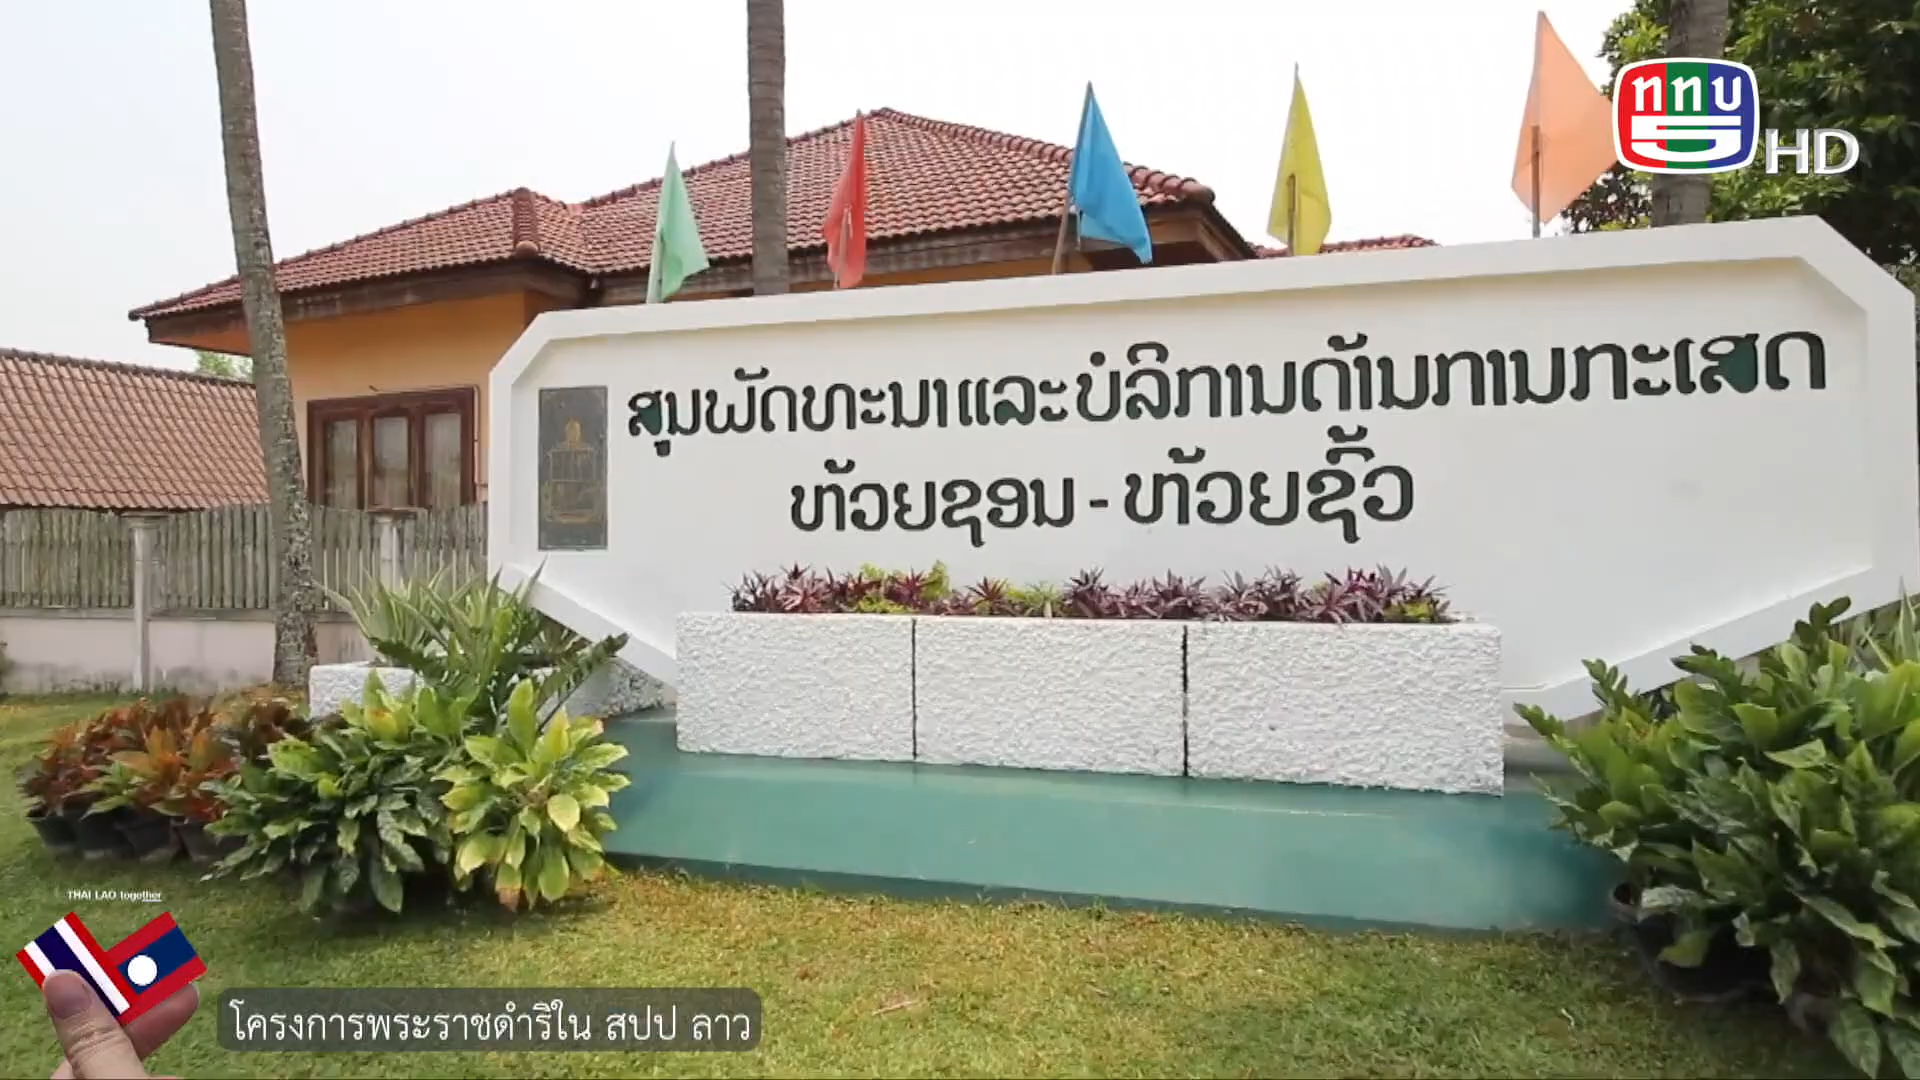 ททบ 5 HD
ສູນພັດທະນາແລະບໍລິການດ້ານການກະເສດ
ຫ້ວຍຊອນ - ຫ້ວຍຊົ້ວ
THAI LAO together
โครงการพระราชดำริใน สปป ลาว